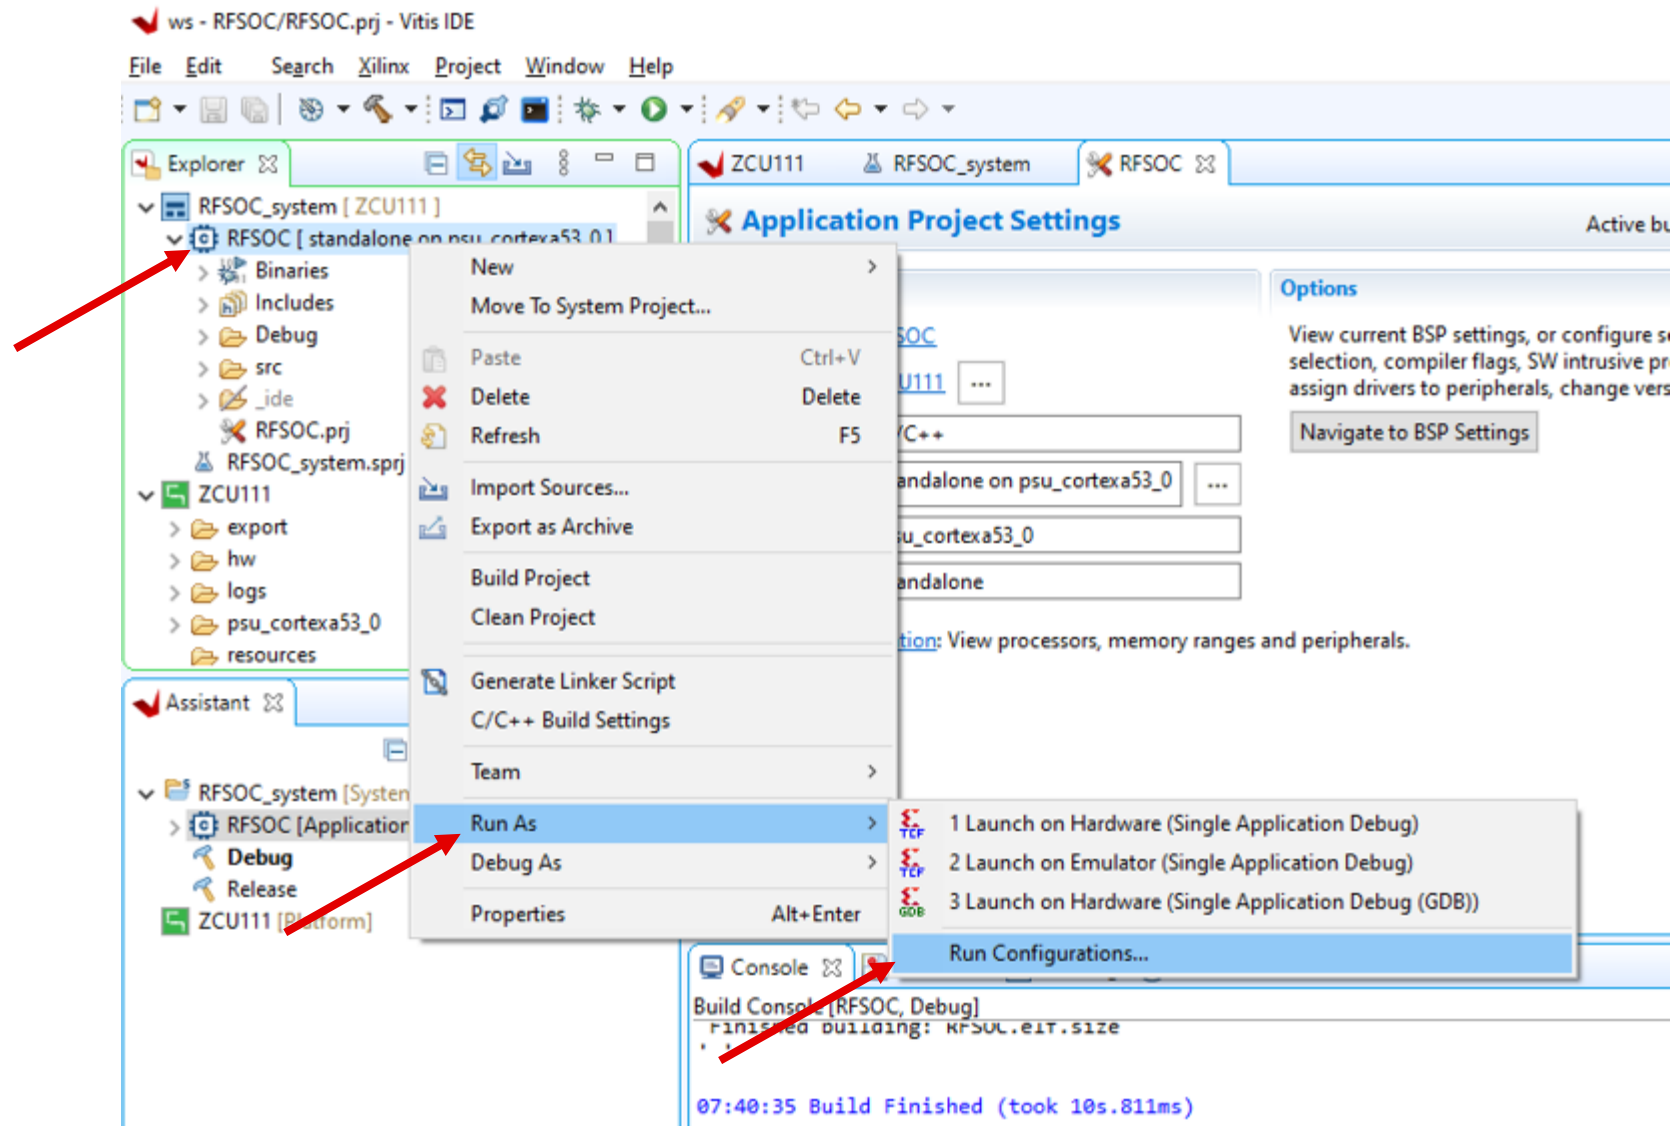 ws - RFSOC/RFSOC.prj - Vitis IDE
File Edit Search Xilinx Project Window Help
Explorer
ZCU111 RFSOC_system RFSOC
RFSOC_system [ ZCU111 ]
RFSOC [ standalone on psu_cortexa53_0 ]
Binaries
Includes
Debug
src
_ide
RFSOC.prj
RFSOC_system.sprj
ZCU111
export
hw
logs
psu_cortexa53_0
resources
Application Project Settings
Active
Options
View current BSP settings, or configure
selection, compiler flags, SW intrusive
assign drivers to peripherals, change
Navigate to BSP Settings
SOC
U111
...
/C++
andalone on psu_cortexa53_0
...
su_cortexa53_0
andalone
tion: View processors, memory ranges and peripherals.
New
Move To System Project...
Paste Ctrl+V
Delete Delete
Refresh F5
Import Sources...
Export as Archive
Build Project
Clean Project
Generate Linker Script
C/C++ Build Settings
Team
Run As
Debug As
Properties Alt+Enter
TCF 1 Launch on Hardware (Single Application Debug)
TCF 2 Launch on Emulator (Single Application Debug)
GDB 3 Launch on Hardware (Single Application Debug (GDB))
Run Configurations...
Assistant
RFSOC_system [System
RFSOC [Application
Debug
Release
ZCU111 [Platform]
Console
Build Console [RFSOC, Debug]
Finished building: RFSOC.elf.size
07:40:35 Build Finished (took 10s.811ms)